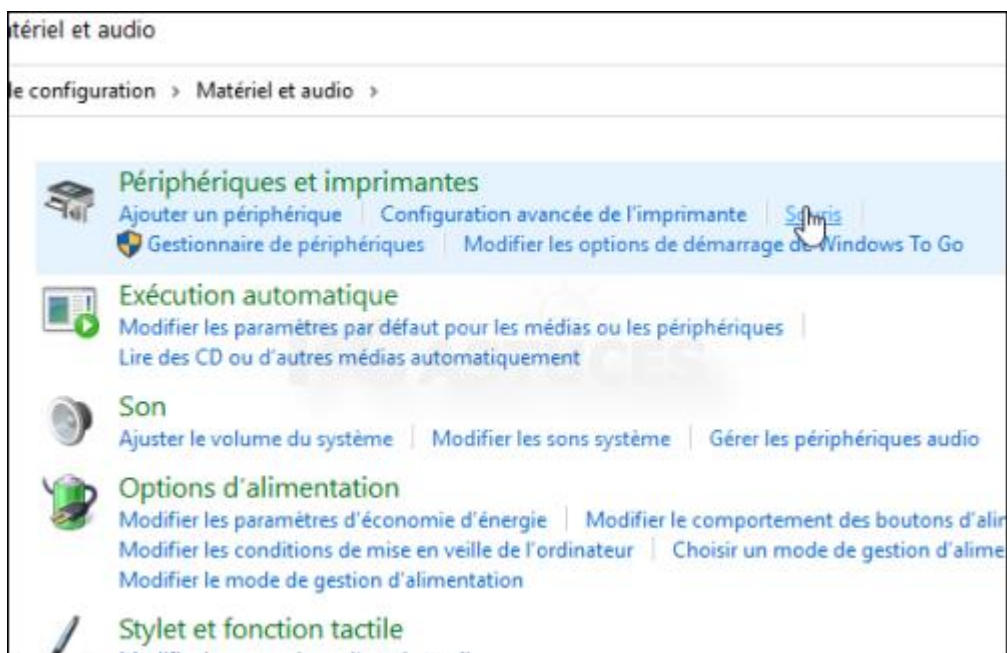 tériel et audio
le configuration > Matériel et audio >
Périphériques et imprimantes
Ajouter un périphérique | Configuration avancée de l'imprimante | Souris |
Gestionnaire de périphériques | Modifier les options de démarrage de Windows To Go
Exécution automatique
Modifier les paramètres par défaut pour les médias ou les périphériques |
Lire des CD ou d'autres médias automatiquement
ASTUCES
Son
Ajuster le volume du système | Modifier les sons système | Gérer les périphériques audio
Options d'alimentation
Modifier les paramètres d'économie d'énergie | Modifier le comportement des boutons d'alim
Modifier les conditions de mise en veille de l'ordinateur | Choisir un mode de gestion d'alime
Modifier le mode de gestion d'alimentation
Stylet et fonction tactile